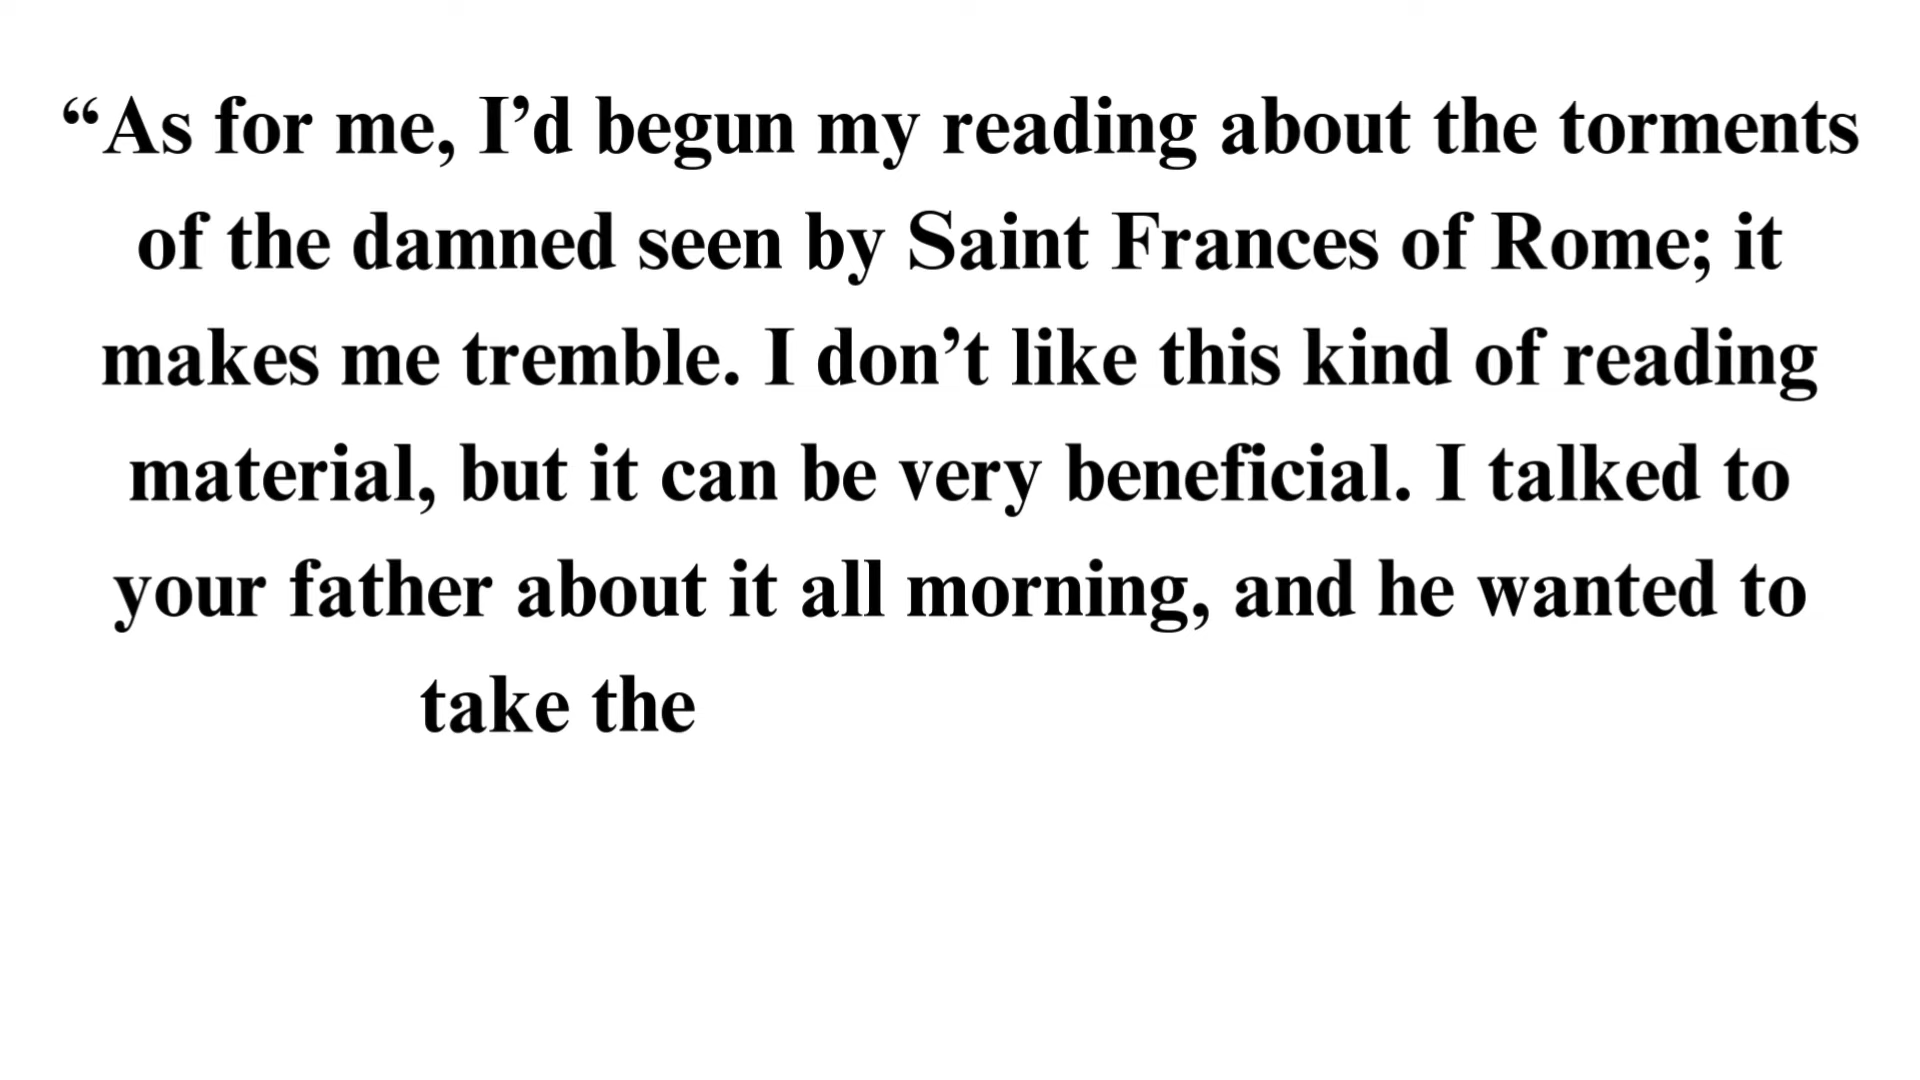 “As for me, I’d begun my reading about the torments
of the damned seen by Saint Frances of Rome; it
makes me tremble. I don’t like this kind of reading
material, but it can be very beneficial. I talked to
your father about it all morning, and he wanted to
take the